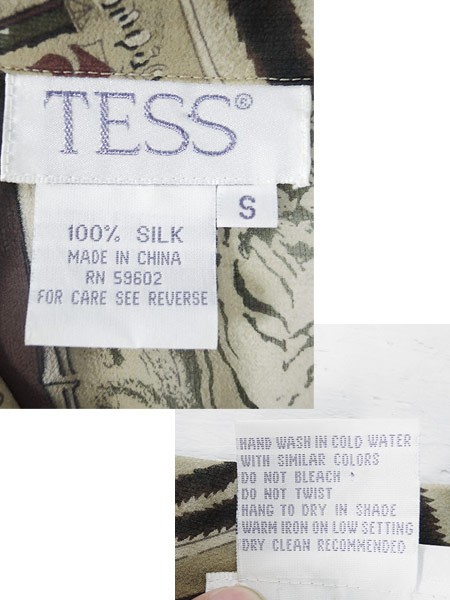 TESS®
S
100% SILK
MADE IN CHINA
RN 59602
FOR CARE SEE REVERSE
HAND WASH IN COLD WATER
WITH SIMILAR COLORS
DO NOT BLEACH
DO NOT TWIST
HANG TO DRY IN SHADE
WARM IRON ON LOW SETTING
DRY CLEAN RECOMMENDED